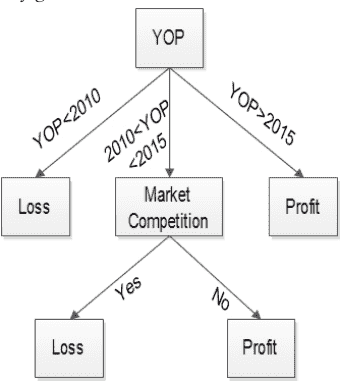 YOP
YOP<2010
2010<YOP
<2015
YOP>2015
Loss
Market
Competition
Profit
Yes
No
Loss
Profit